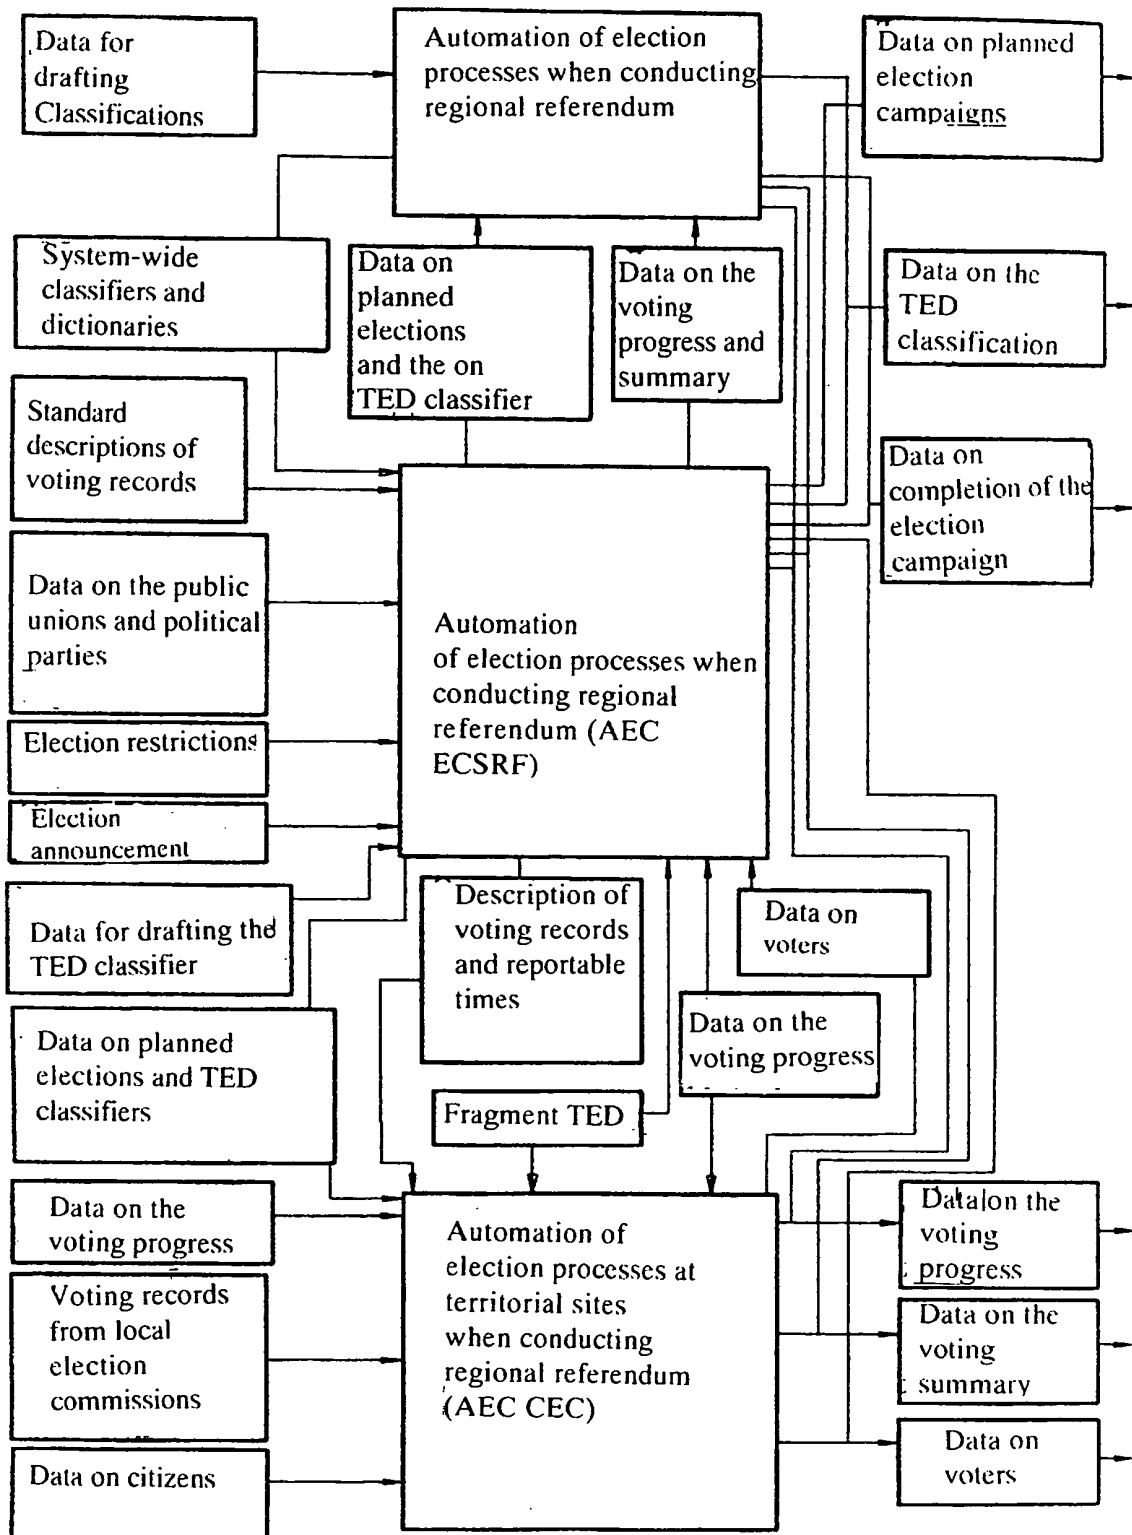 Data for
drafting
Classifications
Automation of election
processes when conducting
regional referendum
Data on planned
election
campaigns
System-wide
classifiers and
dictionaries
Data on
planned
elections
and the on
TED classifier
Data on the
voting
progress and
summary
Data on the
TED
classification
Standard
descriptions of
voting records
Data on
completion of the
election
campaign
Data on the public
unions and political
parties
Automation
of election processes when
conducting regional
referendum (AEC
ECSRF)
Election restrictions
Election
announcement
Data for drafting the
TED classifier
Description of
voting records
and reportable
times
Data on
voters
Data on the
voting progress
Data on planned
elections and TED
classifiers
Fragment TED
Data on the
voting progress
Automation of
election processes at
territorial sites
when conducting
regional referendum
(AEC CEC)
Data on the
voting
progress
Voting records
from local
election
commissions
Data on the
voting
summary
Data on citizens
Data on
voters